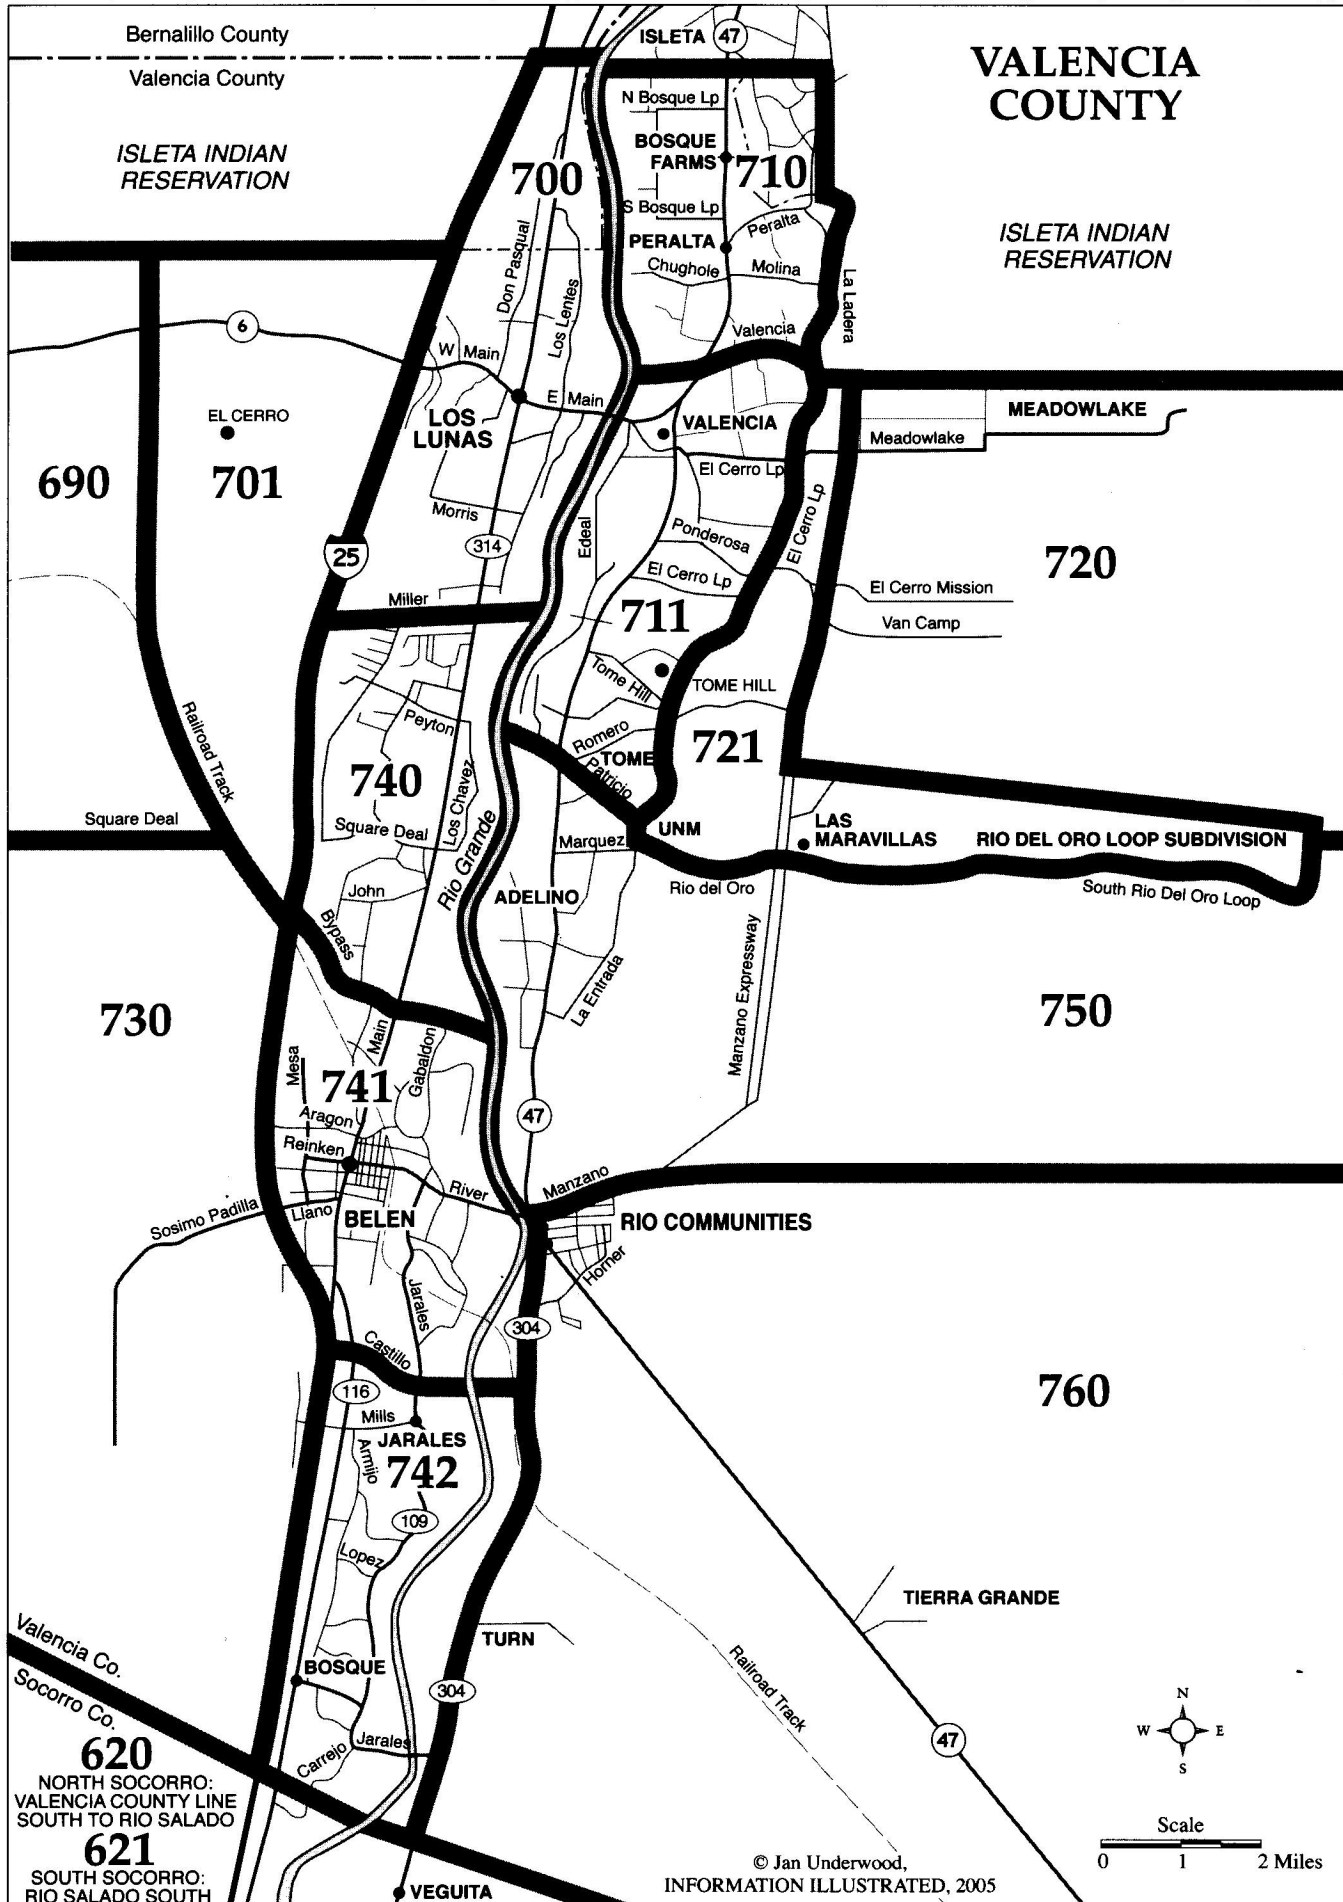 Bernalillo County
Valencia County
ISLETA INDIAN
RESERVATION
ISLETA
47
VALENCIA
COUNTY
N Bosque Lp
BOSQUE
FARMS
700
710
S Bosque Lp
PERALTA
Peralta
ISLETA INDIAN
RESERVATION
Chughole
Molina
Don Pasqual
Los Lentes
La Ladera
6
Valencia
W Main
E Main
EL CERRO
LOS
LUNAS
VALENCIA
MEADOWLAKE
Meadowlake
El Cerro Lp
690
701
Morris
25
314
Edeal
Ponderosa
El Cerro Lp
El Cerro Lp
720
El Cerro Mission
Van Camp
Miller
711
Tome Hill
TOME HILL
Railroad Track
Peyton
Romero
TOME
Patricio
721
740
Los Chavez
Square Deal
Square Deal
Rio Grande
Marquez
UNM
LAS
MARAVILLAS
RIO DEL ORO LOOP SUBDIVISION
Rio del Oro
South Rio Del Oro Loop
John
ADELINO
Bypass
La Entrada
Manzano Expressway
730
750
Mesa
Main
Gabaldon
741
Aragon
Reinken
47
River
Manzano
Sosimo Padilla
Llano
BELEN
RIO COMMUNITIES
Horner
Jarales
304
Castillo
116
760
Mills
JARALES
742
Armijo
109
Lopez
TIERRA GRANDE
TURN
Valencia Co.
Socorro Co.
BOSQUE
304
Railroad Track
Carrejo
Jarales
47
N
W
E
S
620
NORTH SOCORRO:
VALENCIA COUNTY LINE
SOUTH TO RIO SALADO
621
SOUTH SOCORRO:
RIO SALADO SOUTH
VEGUITA
Scale
0 1 2 Miles
© Jan Underwood,
INFORMATION ILLUSTRATED, 2005